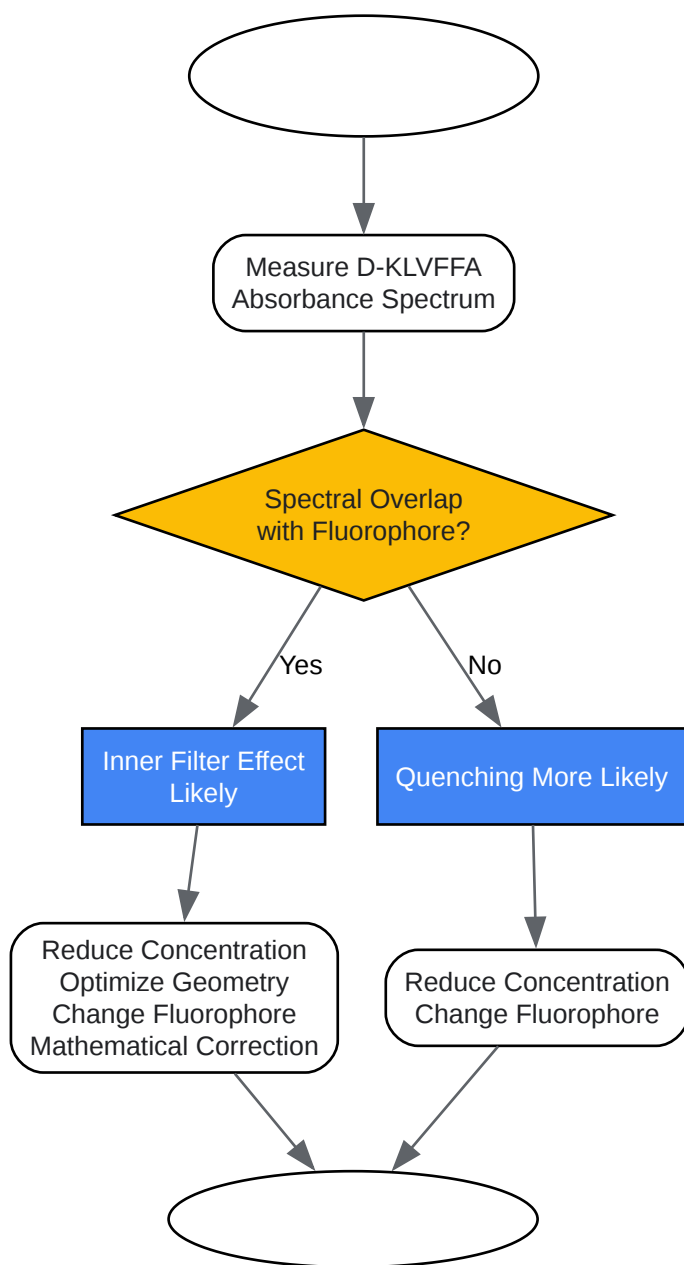 Measure D-KLVFFA
Absorbance Spectrum
Spectral Overlap
with Fluorophore?
Yes
No
Inner Filter Effect
Likely
Quenching More Likely
Reduce Concentration
Optimize Geometry
Change Fluorophore
Mathematical Correction
Reduce Concentration
Change Fluorophore